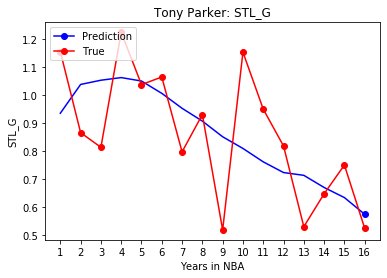 Tony Parker: STL_G
Prediction
True
1.2
1.1
1.0
0.9
0.8
0.7
0.6
0.5
STL_G
1 2 3 4 5 6 7 8 9 10 11 12 13 14 15 16
Years in NBA